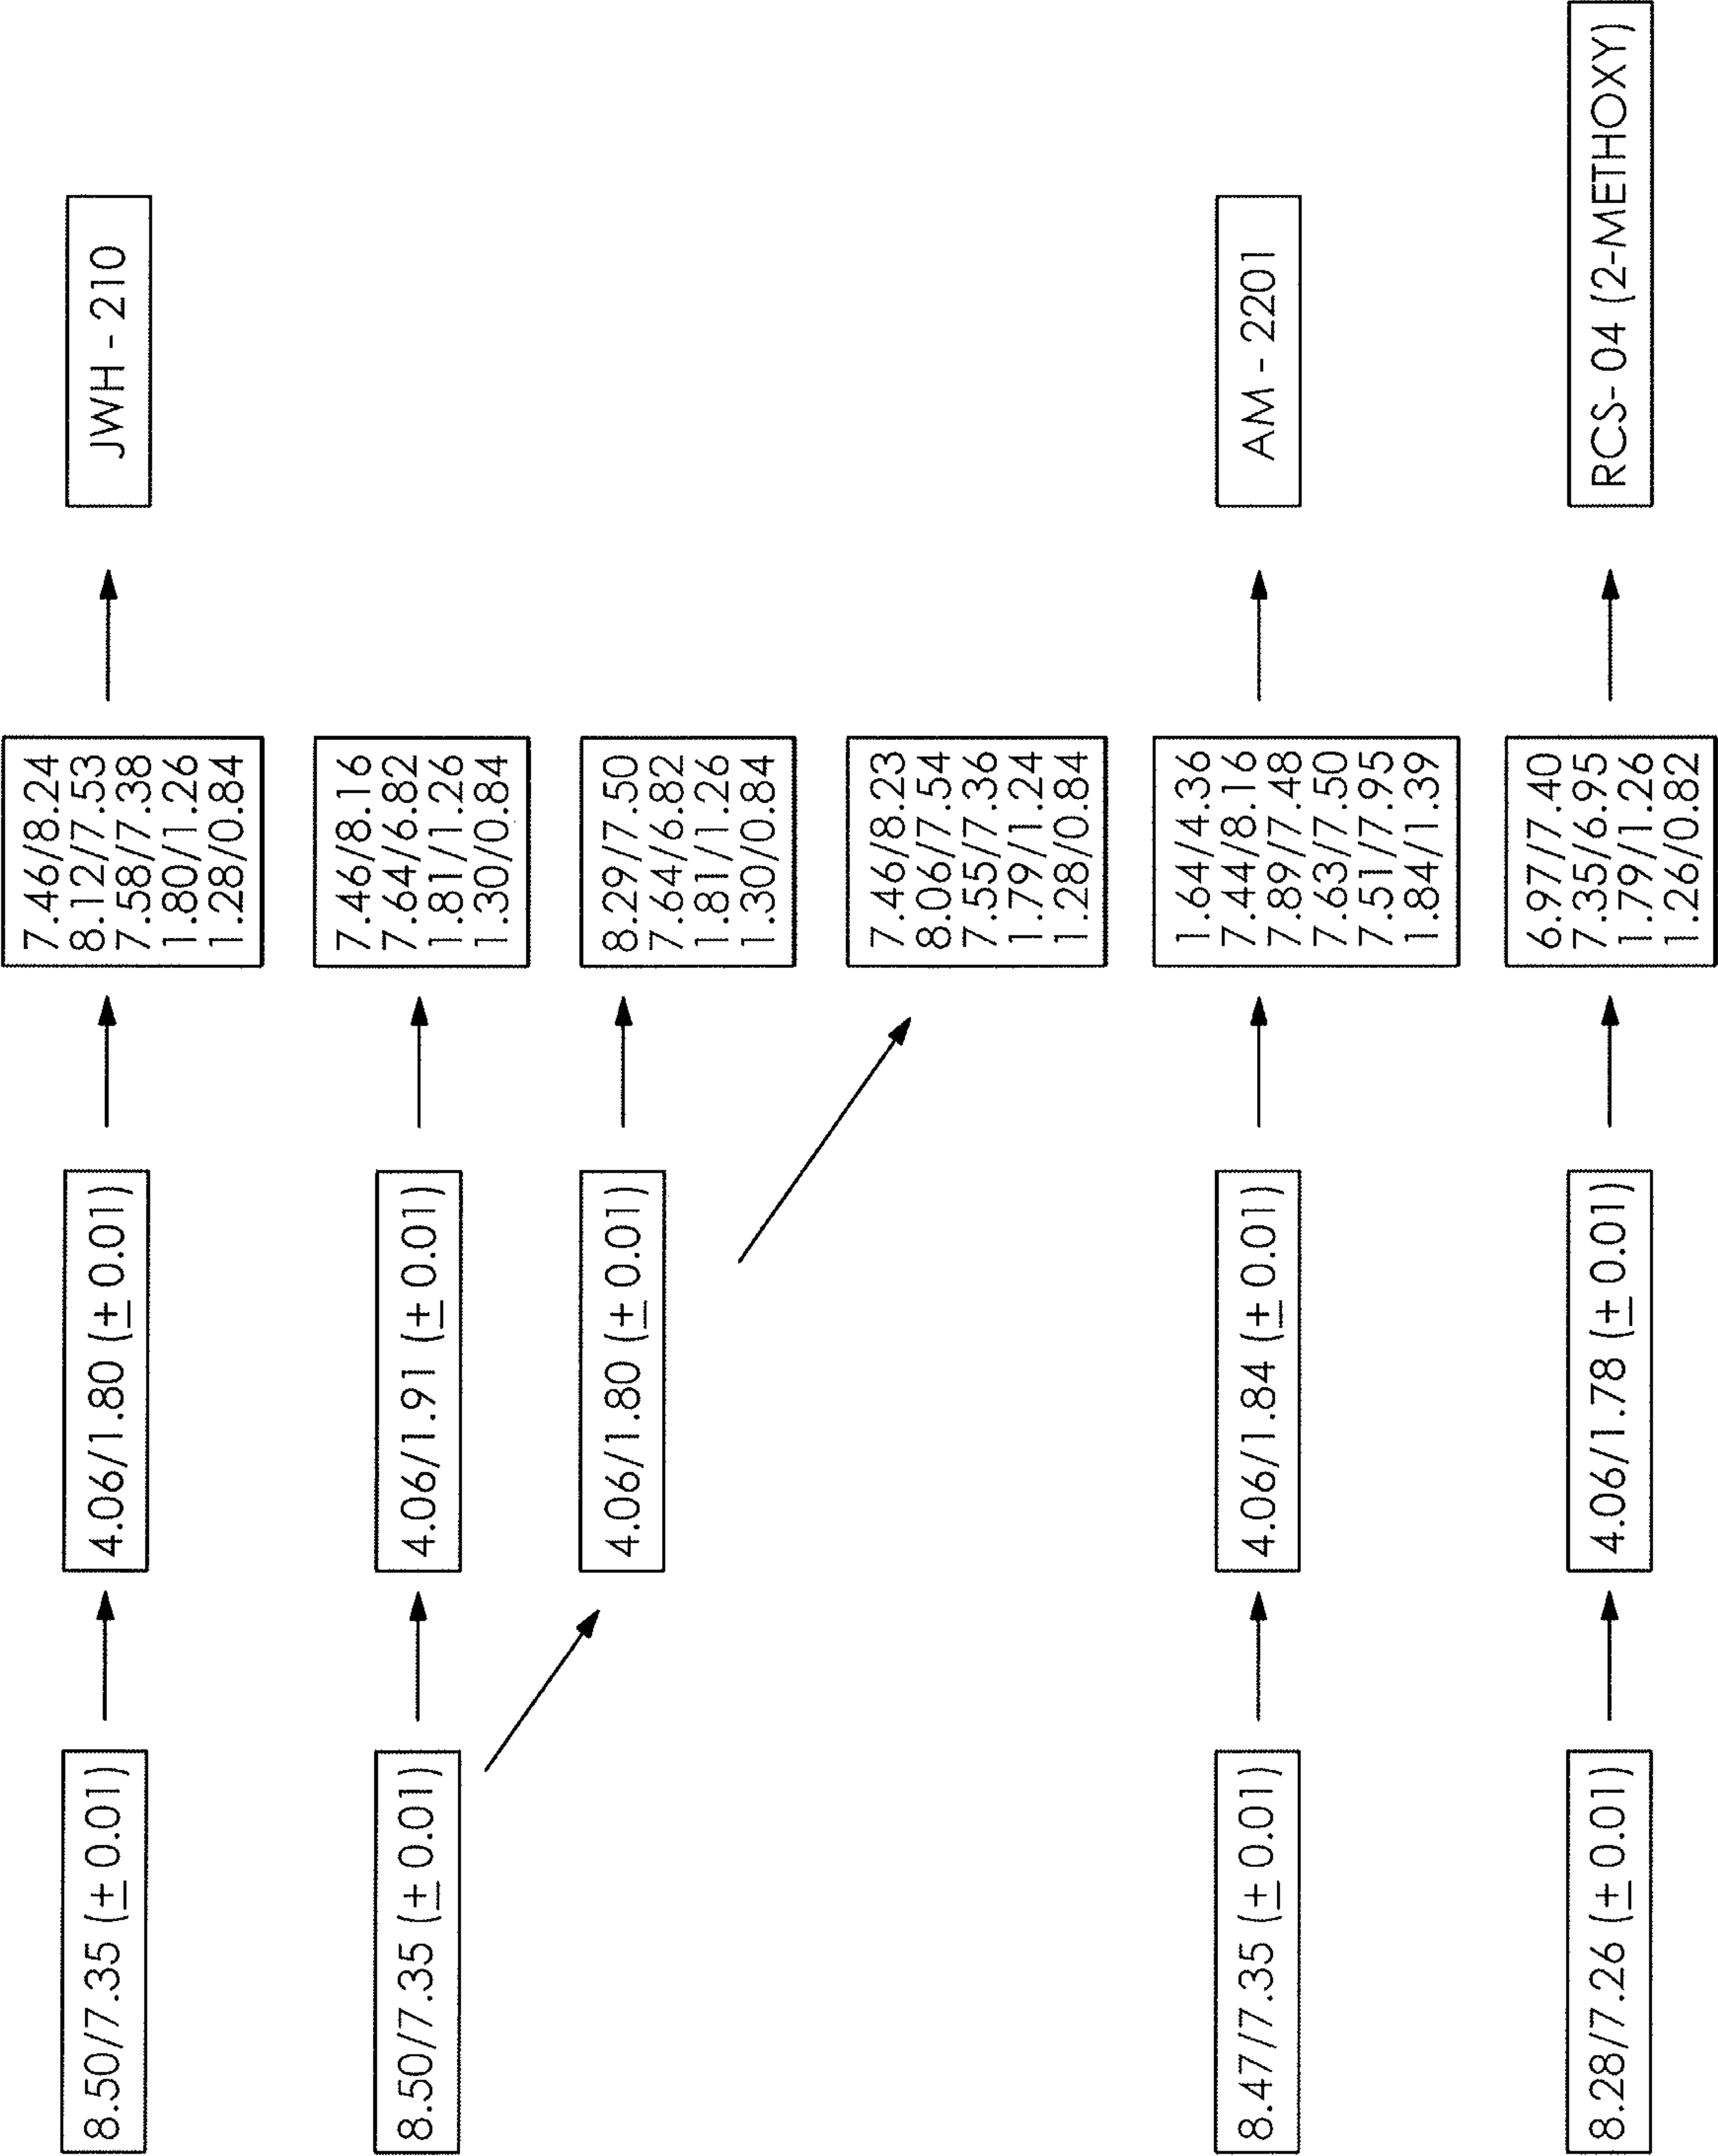 8.50/7.35 (± 0.01)
4.06/1.80 (± 0.01)
7.46/8.24
8.12/7.53
7.58/7.38
1.80/1.26
1.28/0.84
JWH - 210
8.50/7.35 (± 0.01)
4.06/1.91 (± 0.01)
7.46/8.16
7.64/6.82
1.81/1.26
1.30/0.84
4.06/1.80 (± 0.01)
8.29/7.50
7.64/6.82
1.81/1.26
1.30/0.84
7.46/8.23
8.06/7.54
7.55/7.36
1.79/1.24
1.28/0.84
8.47/7.35 (± 0.01)
4.06/1.84 (± 0.01)
1.64/4.36
7.44/8.16
7.89/7.48
7.63/7.50
7.51/7.95
1.84/1.39
AM - 2201
8.28/7.26 (± 0.01)
4.06/1.78 (± 0.01)
6.97/7.40
7.35/6.95
1.79/1.26
1.26/0.82
RCS- 04 (2-METHOXY)